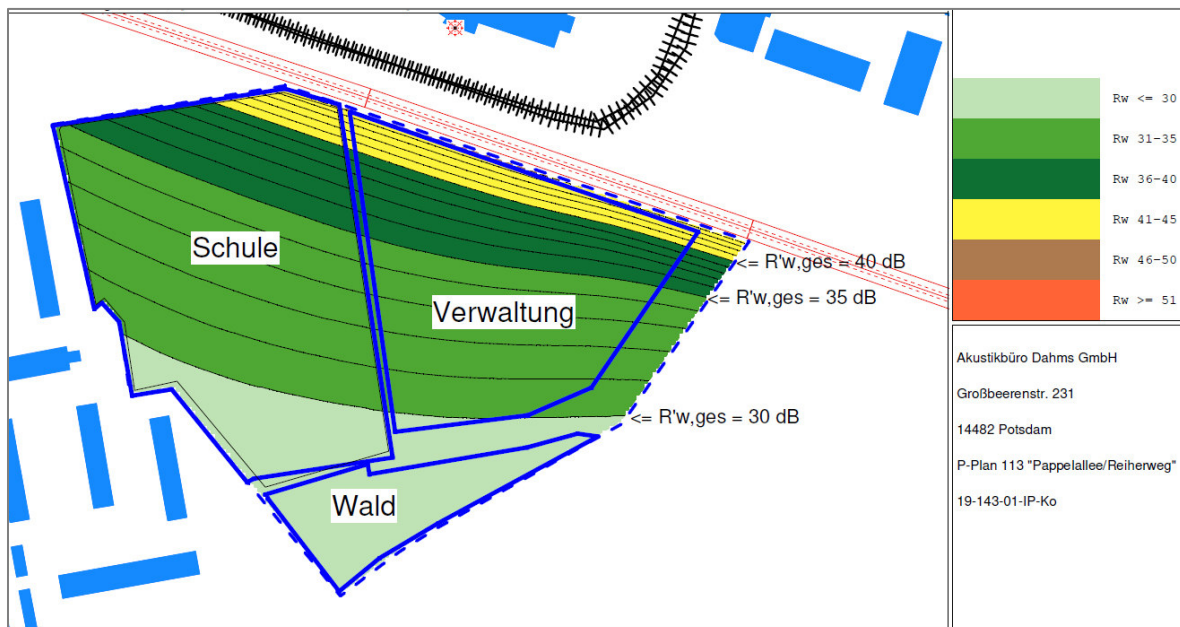 Schule
Verwaltung
Wald
<= R'w,ges = 40 dB
<= R'w,ges = 35 dB
<= R'w,ges = 30 dB
Rw <= 30
Rw 31-35
Rw 36-40
Rw 41-45
Rw 46-50
Rw >= 51
Akustikbüro Dahms GmbH
Großbeerenstr. 231
14482 Potsdam
P-Plan 113 "Pappelallee/Reiherweg"
19-143-01-IP-Ko